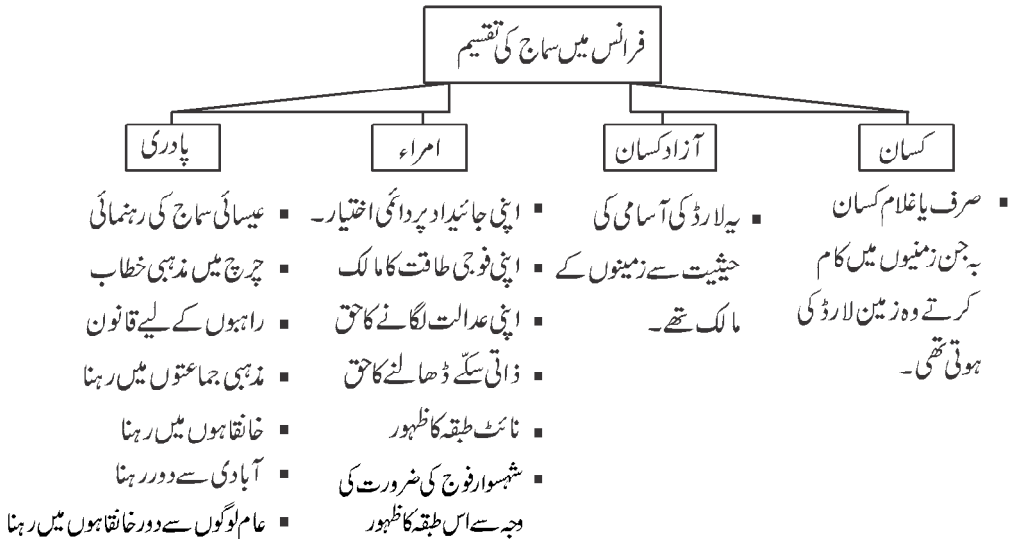 فرانس میں سماج کی تقسیم
کسان
صرف یا غلام کسان
یہ جن زمنیوں میں کام
کرتے وہ زمین لارڈ کی
ہوتی تھی۔
آزاد کسان
یہ لارڈ کی آسامی کی
حیثیت سے زمینوں کے
مالک تھے۔
امراء
اپنی جائیداد پر دائمی اختیار۔
اپنی فوجی طاقت کا مالک
اپنی عدالت لگانے کا حق
ذاتی سکّے ڈھالنے کا حق
نائٹ طبقہ کا ظہور
شہسوار فوج کی ضرورت کی
وجہ سے اس طبقہ کا ظہور
پادری
عیسائی سماج کی رہنمائی
چرچ میں مذہبی خطاب
راہبوں کے لیے قانون
مذہبی جماعتوں میں رہنا
خانقاہوں میں رہنا
آبادی سے دور رہنا
عام لوگوں سے دور خانقاہوں میں رہنا